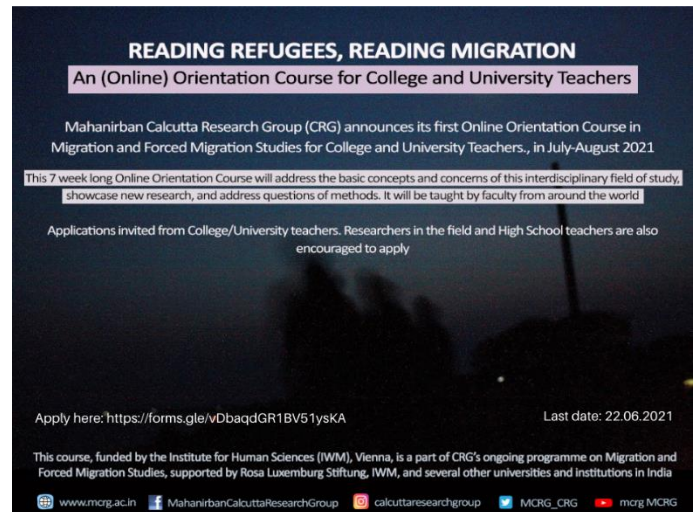 READING REFUGEES, READING MIGRATION
An (Online) Orientation Course for College and University Teachers
Mahanirban Calcutta Research Group (CRG) announces its first Online Orientation Course in
Migration and Forced Migration Studies for College and University Teachers., in July-August 2021
This 7 week long Online Orientation Course will address the basic concepts and concerns of this interdisciplinary field of study,
showcase new research, and address questions of methods. It will be taught by faculty from around the world
Applications invited from College/University teachers. Researchers in the field and High School teachers are also
encouraged to apply
Apply here: https://forms.gle/vDbaqdGR1BV51ysKA
Last date: 22.06.2021
This course, funded by the Institute for Human Sciences (IWM), Vienna, is a part of CRG's ongoing programme on Migration and
Forced Migration Studies, supported by Rosa Luxemburg Stiftung, IWM, and several other universities and institutions in India
www.mcrg.ac.in MahanirbanCalcuttaResearchGroup calcuttaresearchgroup MCRG_CRG mcrg MCRG